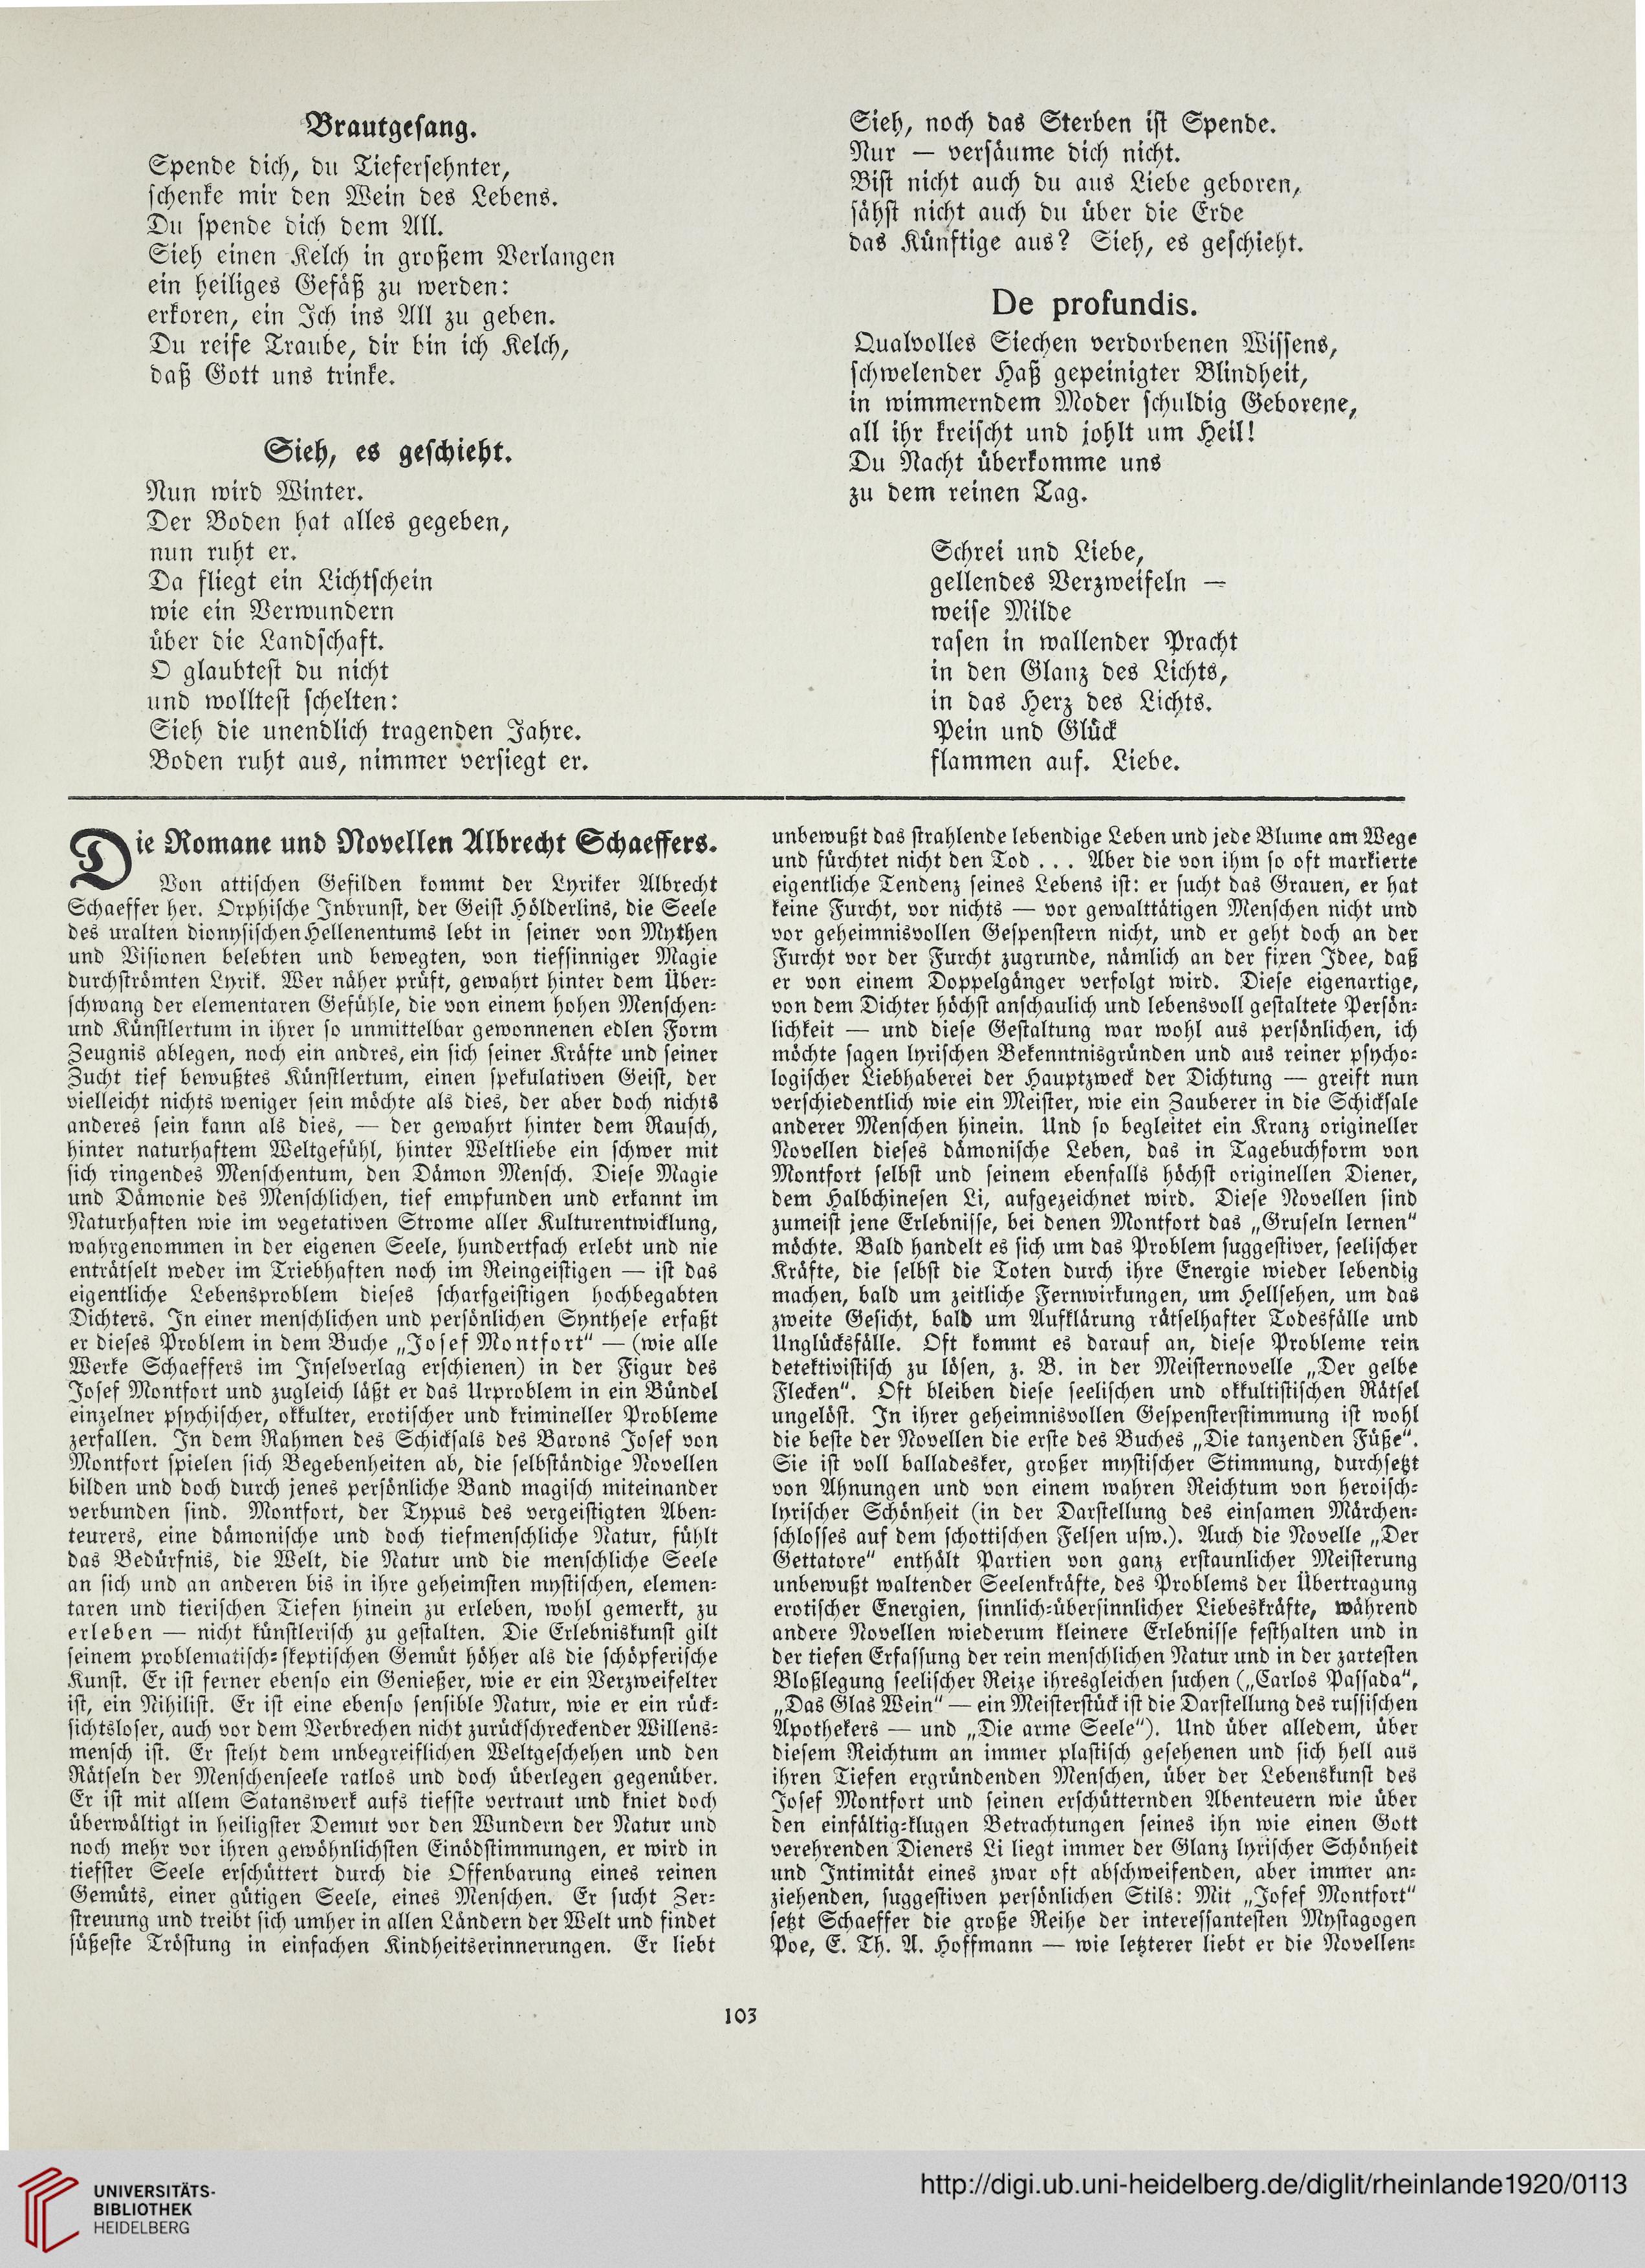 Brautgesang.
Spende dich, du Tiefersehnter,
schenke mir den Wein des Lebens.
Du spende dich dem All.
Sieh einen Kelch in großem Verlangen
ein heiliges Gefäß zu werden:
erkoren, ein Ich ins All zu geben.
Du reife Traube, dir bin ich Kelch,
daß Gott uns trinke.
Sieh, es geschieht.
Nun wird Winter.
Der Boden hat alles gegeben,
nun ruht er.
Da fliegt ein Lichtschein
wie ein Verwundern
über die Landschaft.
O glaubtest du nicht
und wolltest schelten:
Sieh die unendlich tragenden Jahre.
Boden ruht aus, nimmer versiegt er.
Sieh, noch das Sterben ist Spende.
Nur — versäume dich nicht.
Bist nicht auch du aus Liebe geboren,
sähst nicht auch du über die Erde
das Künftige aus? Sieh, es geschieht.
De profundis.
Qualvolles Siechen verdorbenen Wissens,
schwelender Haß gepeinigter Blindheit,
in wimmerndem Moder schuldig Geborene,
all ihr kreischt und johlt um Heil!
Du Nacht überkomme uns
zu dem reinen Tag.
Schrei und Liebe,
gellendes Verzweifeln —
weise Milde
rasen in wallender Pracht
in den Glanz des Lichts,
in das Herz des Lichts.
Pein und Glück
flammen auf. Liebe.
Die Romane und Novellen Albrecht Schaeffers.
Von attischen Gefilden kommt der Lyriker Albrecht
Schaeffer her. Orphische Inbrunst, der Geist Hölderlins, die Seele
des uralten dionysischen Hellenentums lebt in seiner von Mythen
und Visionen belebten und bewegten, von tiefsinniger Magie
durchströmten Lyrik. Wer näher prüft, gewahrt hinter dem Über-
schwang der elementaren Gefühle, die von einem hohen Menschen-
und Künstlertum in ihrer so unmittelbar gewonnenen edlen Form
Zeugnis ablegen, noch ein andres, ein sich seiner Kräfte und seiner
Zucht tief bewußtes Künstlertum, einen spekulativen Geist, der
vielleicht nichts weniger sein möchte als dies, der aber doch nichts
anderes sein kann als dies, — der gewahrt hinter dem Rausch,
hinter naturhaftem Weltgefühl, hinter Weltliebe ein schwer mit
sich ringendes Menschentum, den Dämon Mensch. Diese Magie
und Dämonie des Menschlichen, tief empfunden und erkannt im
Naturhaften wie im vegetativen Strome aller Kulturentwicklung,
wahrgenommen in der eigenen Seele, hundertfach erlebt und nie
enträtselt weder im Triebhaften noch im Reingeistigen — ist das
eigentliche Lebensproblem dieses scharfgeistigen hochbegabten
Dichters. In einer menschlichen und persönlichen Synthese erfaßt
er dieses Problem in dem Buche „Josef Montfort“ — (wie alle
Werke Schaeffers im Inselverlag erschienen) in der Figur des
Josef Montfort und zugleich läßt er das Urproblem in ein Bündel
einzelner psychischer, okkulter, erotischer und krimineller Probleme
zerfallen. In dem Rahmen des Schicksals des Barons Josef von
Montfort spielen sich Begebenheiten ab, die selbständige Novellen
bilden und doch durch jenes persönliche Band magisch miteinander
verbunden sind. Montfort, der Typus des vergeistigten Aben-
teurers, eine dämonische und doch tiefmenschliche Natur, fühlt
das Bedürfnis, die Welt, die Natur und die menschliche Seele
an sich und an anderen bis in ihre geheimsten mystischen, elemen-
taren und tierischen Tiefen hinein zu erleben, wohl gemerkt, zu
erleben — nicht künstlerisch zu gestalten. Die Erlebniskunst gilt
seinem problematisch-skeptischen Gemüt höher als die schöpferische
Kunst. Er ist ferner ebenso ein Genießer, wie er ein Verzweifelter
ist, ein Nihilist. Er ist eine ebenso sensible Natur, wie er ein rück-
sichtsloser, auch vor dem Verbrechen nicht zurückschreckender Willens-
mensch ist. Er steht dem unbegreiflichen Weltgeschehen und den
Rätseln der Menschenseele ratlos und doch überlegen gegenüber.
Er ist mit allem Satanswerk aufs tiefste vertraut und kniet doch
überwältigt in heiligster Demut vor den Wundern der Natur und
noch mehr vor ihren gewöhnlichsten Einödstimmungen, er wird in
tiefster Seele erschüttert durch die Offenbarung eines reinen
Gemüts, einer gütigen Seele, eines Menschen. Er sucht Zer-
streuung und treibt sich umher in allen Ländern der Welt und findet
süßeste Tröstung in einfachen Kindheitserinnerungen. Er liebt
unbewußt das strahlende lebendige Leben und jede Blume am Wege
und fürchtet nicht den Tod . . . Aber die von ihm so oft markierte
eigentliche Tendenz seines Lebens ist: er sucht das Grauen, er hat
keine Furcht, vor nichts — vor gewalttätigen Menschen nicht und
vor geheimnisvollen Gespenstern nicht, und er geht doch an der
Furcht vor der Furcht zugrunde, nämlich an der fixen Idee, daß
er von einem Doppelgänger verfolgt wird. Diese eigenartige,
von dem Dichter höchst anschaulich und lebensvoll gestaltete Persön-
lichkeit — und diese Gestaltung war wohl aus persönlichen, ich
möchte sagen lyrischen Bekenntnisgründen und aus reiner psycho-
logischer Liebhaberei der Hauptzweck der Dichtung — greift nun
verschiedentlich wie ein Meister, wie ein Zauberer in die Schicksale
anderer Menschen hinein. Und so begleitet ein Kranz origineller
Novellen dieses dämonische Leben, das in Tagebuchform von
Montfort selbst und seinem ebenfalls höchst originellen Diener,
dem Halbchinesen Li, aufgezeichnet wird. Diese Novellen sind
zumeist jene Erlebnisse, bei denen Montfort das „Gruseln lernen“
möchte. Bald handelt es sich um das Problem suggestiver, seelischer
Kräfte, die selbst die Toten durch ihre Energie wieder lebendig
machen, bald um zeitliche Fernwirkungen, um Hellsehen, um das
zweite Gesicht, bald um Aufklärung rätselhafter Todesfälle und
Unglücksfälle. Oft kommt es darauf an, diese Probleme rein
detektivistisch zu lösen, z. B. in der Meisternovelle „Der gelbe
Flecken“. Oft bleiben diese seelischen und okkultistischen Rätsel
ungelöst. In ihrer geheimnisvollen Gespensterstimmung ist wohl
die beste der Novellen die erste des Buches „Die tanzenden Füße“.
Sie ist voll balladesker, großer mystischer Stimmung, durchsetzt
von Ahnungen und von einem wahren Reichtum von heroisch-
lyrischer Schönheit (in der Darstellung des einsamen Märchen-
schlosses auf dem schottischen Felsen usw.). Auch die Novelle „Der
Gettatore“ enthält Partien von ganz erstaunlicher Meisterung
unbewußt waltender Seelenkräfte, des Problems der Übertragung
erotischer Energien, sinnlich-übersinnlicher Liebeskräfte, während
andere Novellen wiederum kleinere Erlebnisse festhalten und in
der tiefen Erfassung der rein menschlichen Natur und in der zartesten
Bloßlegung seelischer Reize ihresgleichen suchen („Carlos Passada“,
„Das Glas Wein“ — ein Meisterstück ist die Darstellung des russischen
Apothekers — und „Die arme Seele“). Und über alledem, über
diesem Reichtum an immer plastisch gesehenen und sich hell aus
ihren Tiefen ergründenden Menschen, über der Lebenskunst des
Josef Montfort und seinen erschütternden Abenteuern wie über
den einfältig-klugen Betrachtungen seines ihn wie einen Gott
verehrenden Dieners Li liegt immer der Glanz lyrischer Schönheit
und Intimität eines zwar oft abschweifenden, aber immer an-
ziehenden, suggestiven persönlichen Stils: Mit „Josef Montfort“
setzt Schaeffer die große Reihe der interessantesten Mystagogen
Poe, E. Th. A. Hoffmann — wie letzterer liebt er die Novellen-
103
UNIVERSITÄTS-
BIBLIOTHEK
HEIDELBERG
http://digi.ub.uni-heidelberg.de/diglit/rheinlande1920/0113